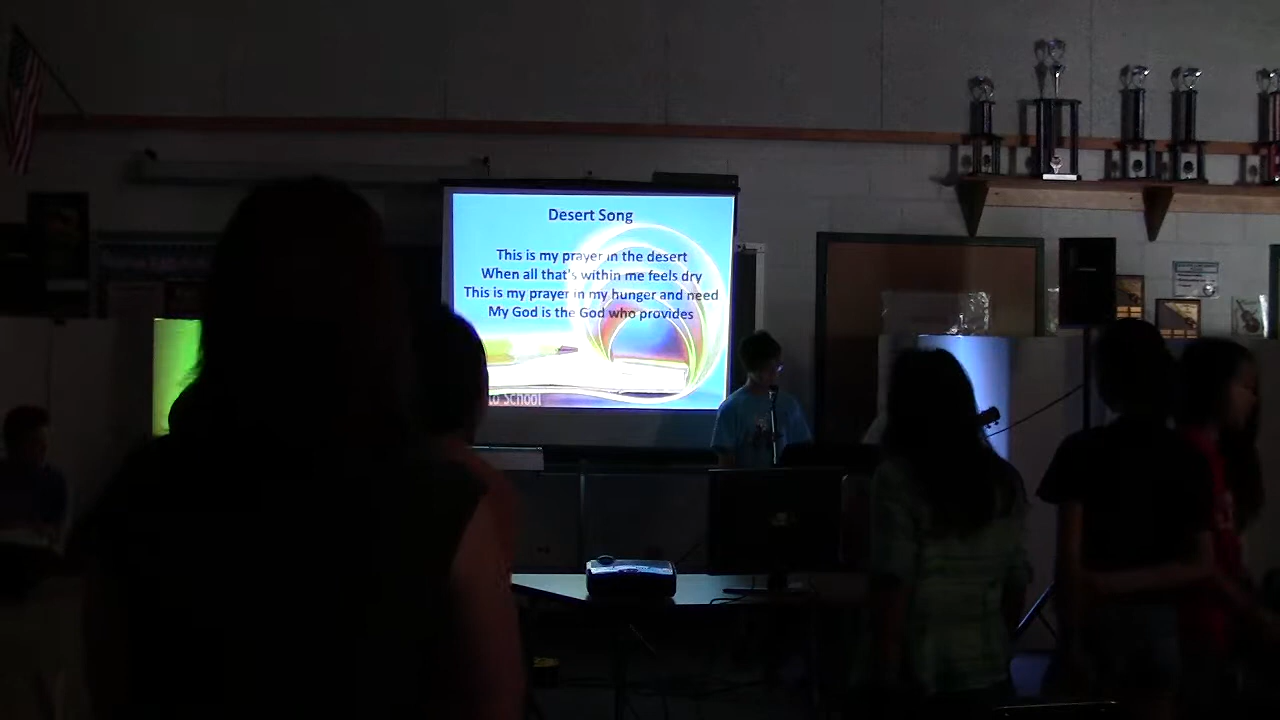 Desert Song
This is my prayer in the desert
When all that's within me feels dry
This is my prayer in my hunger and need
My God is the God who provides
to School